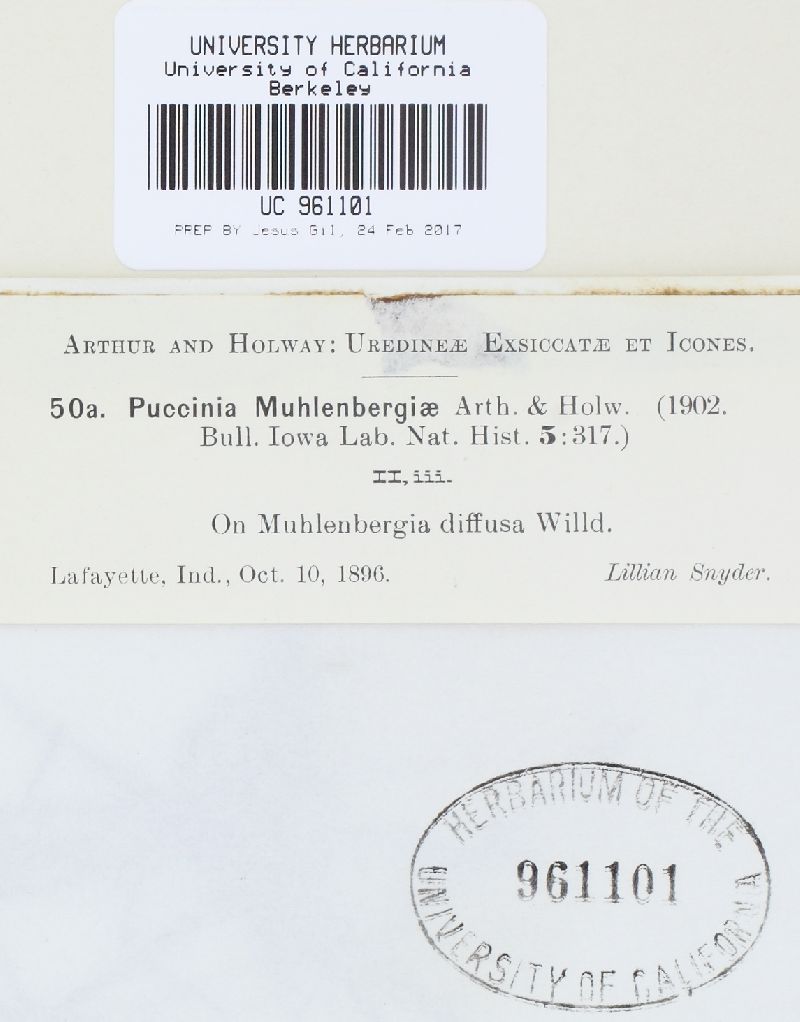 UNIVERSITY HERBARIUM
University of California
Berkeley
UC 961101
PREP BY Jesus Gil, 24 Feb 2017
ARTHUR AND HOLWAY: UREDINEÆ EXSICCATÆ ET ICONES.
50a. Puccinia Muhlenbergiæ Arth. & Holw. (1902.
Bull. Iowa Lab. Nat. Hist. 5:317.)
II, iii.
On Muhlenbergia diffusa Willd.
Lafayette, Ind., Oct. 10, 1896. Lillian Snyder.
HERBARIUM OF THE
961101
UNIVERSITY OF CALIFORNIA